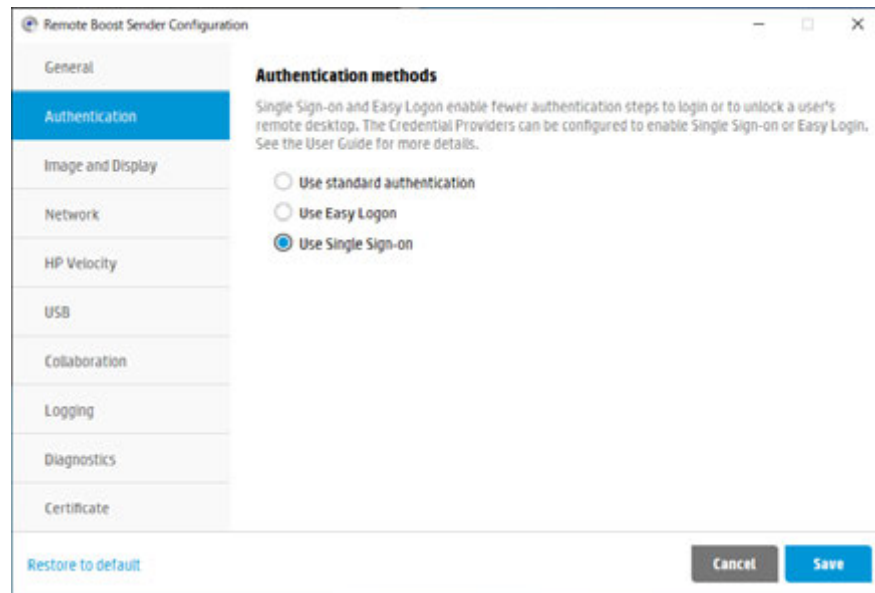 Remote Boost Sender Configuration
General
Authentication
Image and Display
Network
HP Velocity
USB
Collaboration
Logging
Diagnostics
Certificate
Authentication methods
Single Sign-on and Easy Logon enable fewer authentication steps to login or to unlock a user's
remote desktop. The Credential Providers can be configured to enable Single Sign-on or Easy Login.
See the User Guide for more details.
Use standard authentication
Use Easy Logon
Use Single Sign-on
Restore to default
Cancel
Save